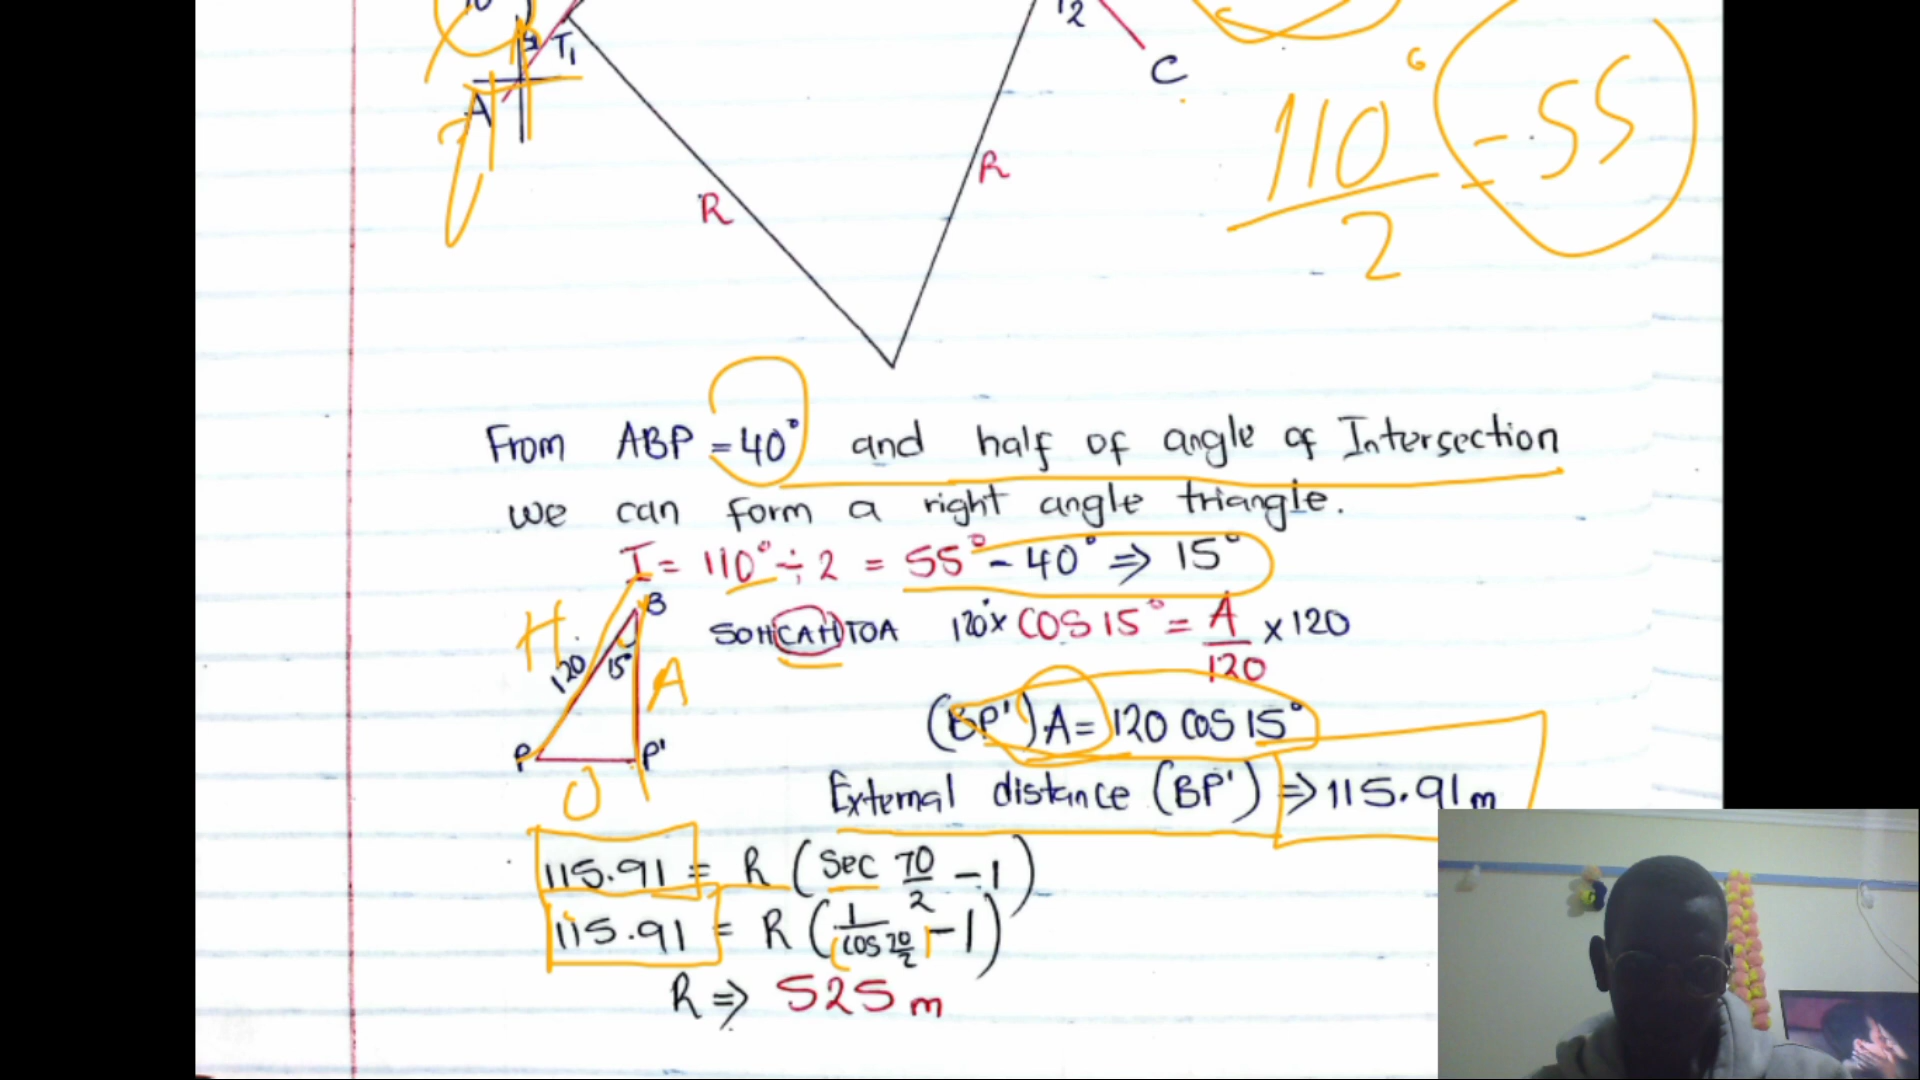 T₁
T₂
A
C
R
R
110/2 = 55
From ABP = 40° and half of angle of Intersection
we can form a right angle triangle.
I = 110° ÷ 2 = 55° - 40° ⇒ 15°
B
H
120
15°
A
P
P'
O
SOHCAHTOA 120 x COS 15° = A/120 x 120
(BP') A = 120 COS 15°
External distance (BP') ⇒ 115.91m
115.91 = R (Sec 70/2 - 1)
115.91 = R (1/cos 70/2 - 1)
R ⇒ 525 m